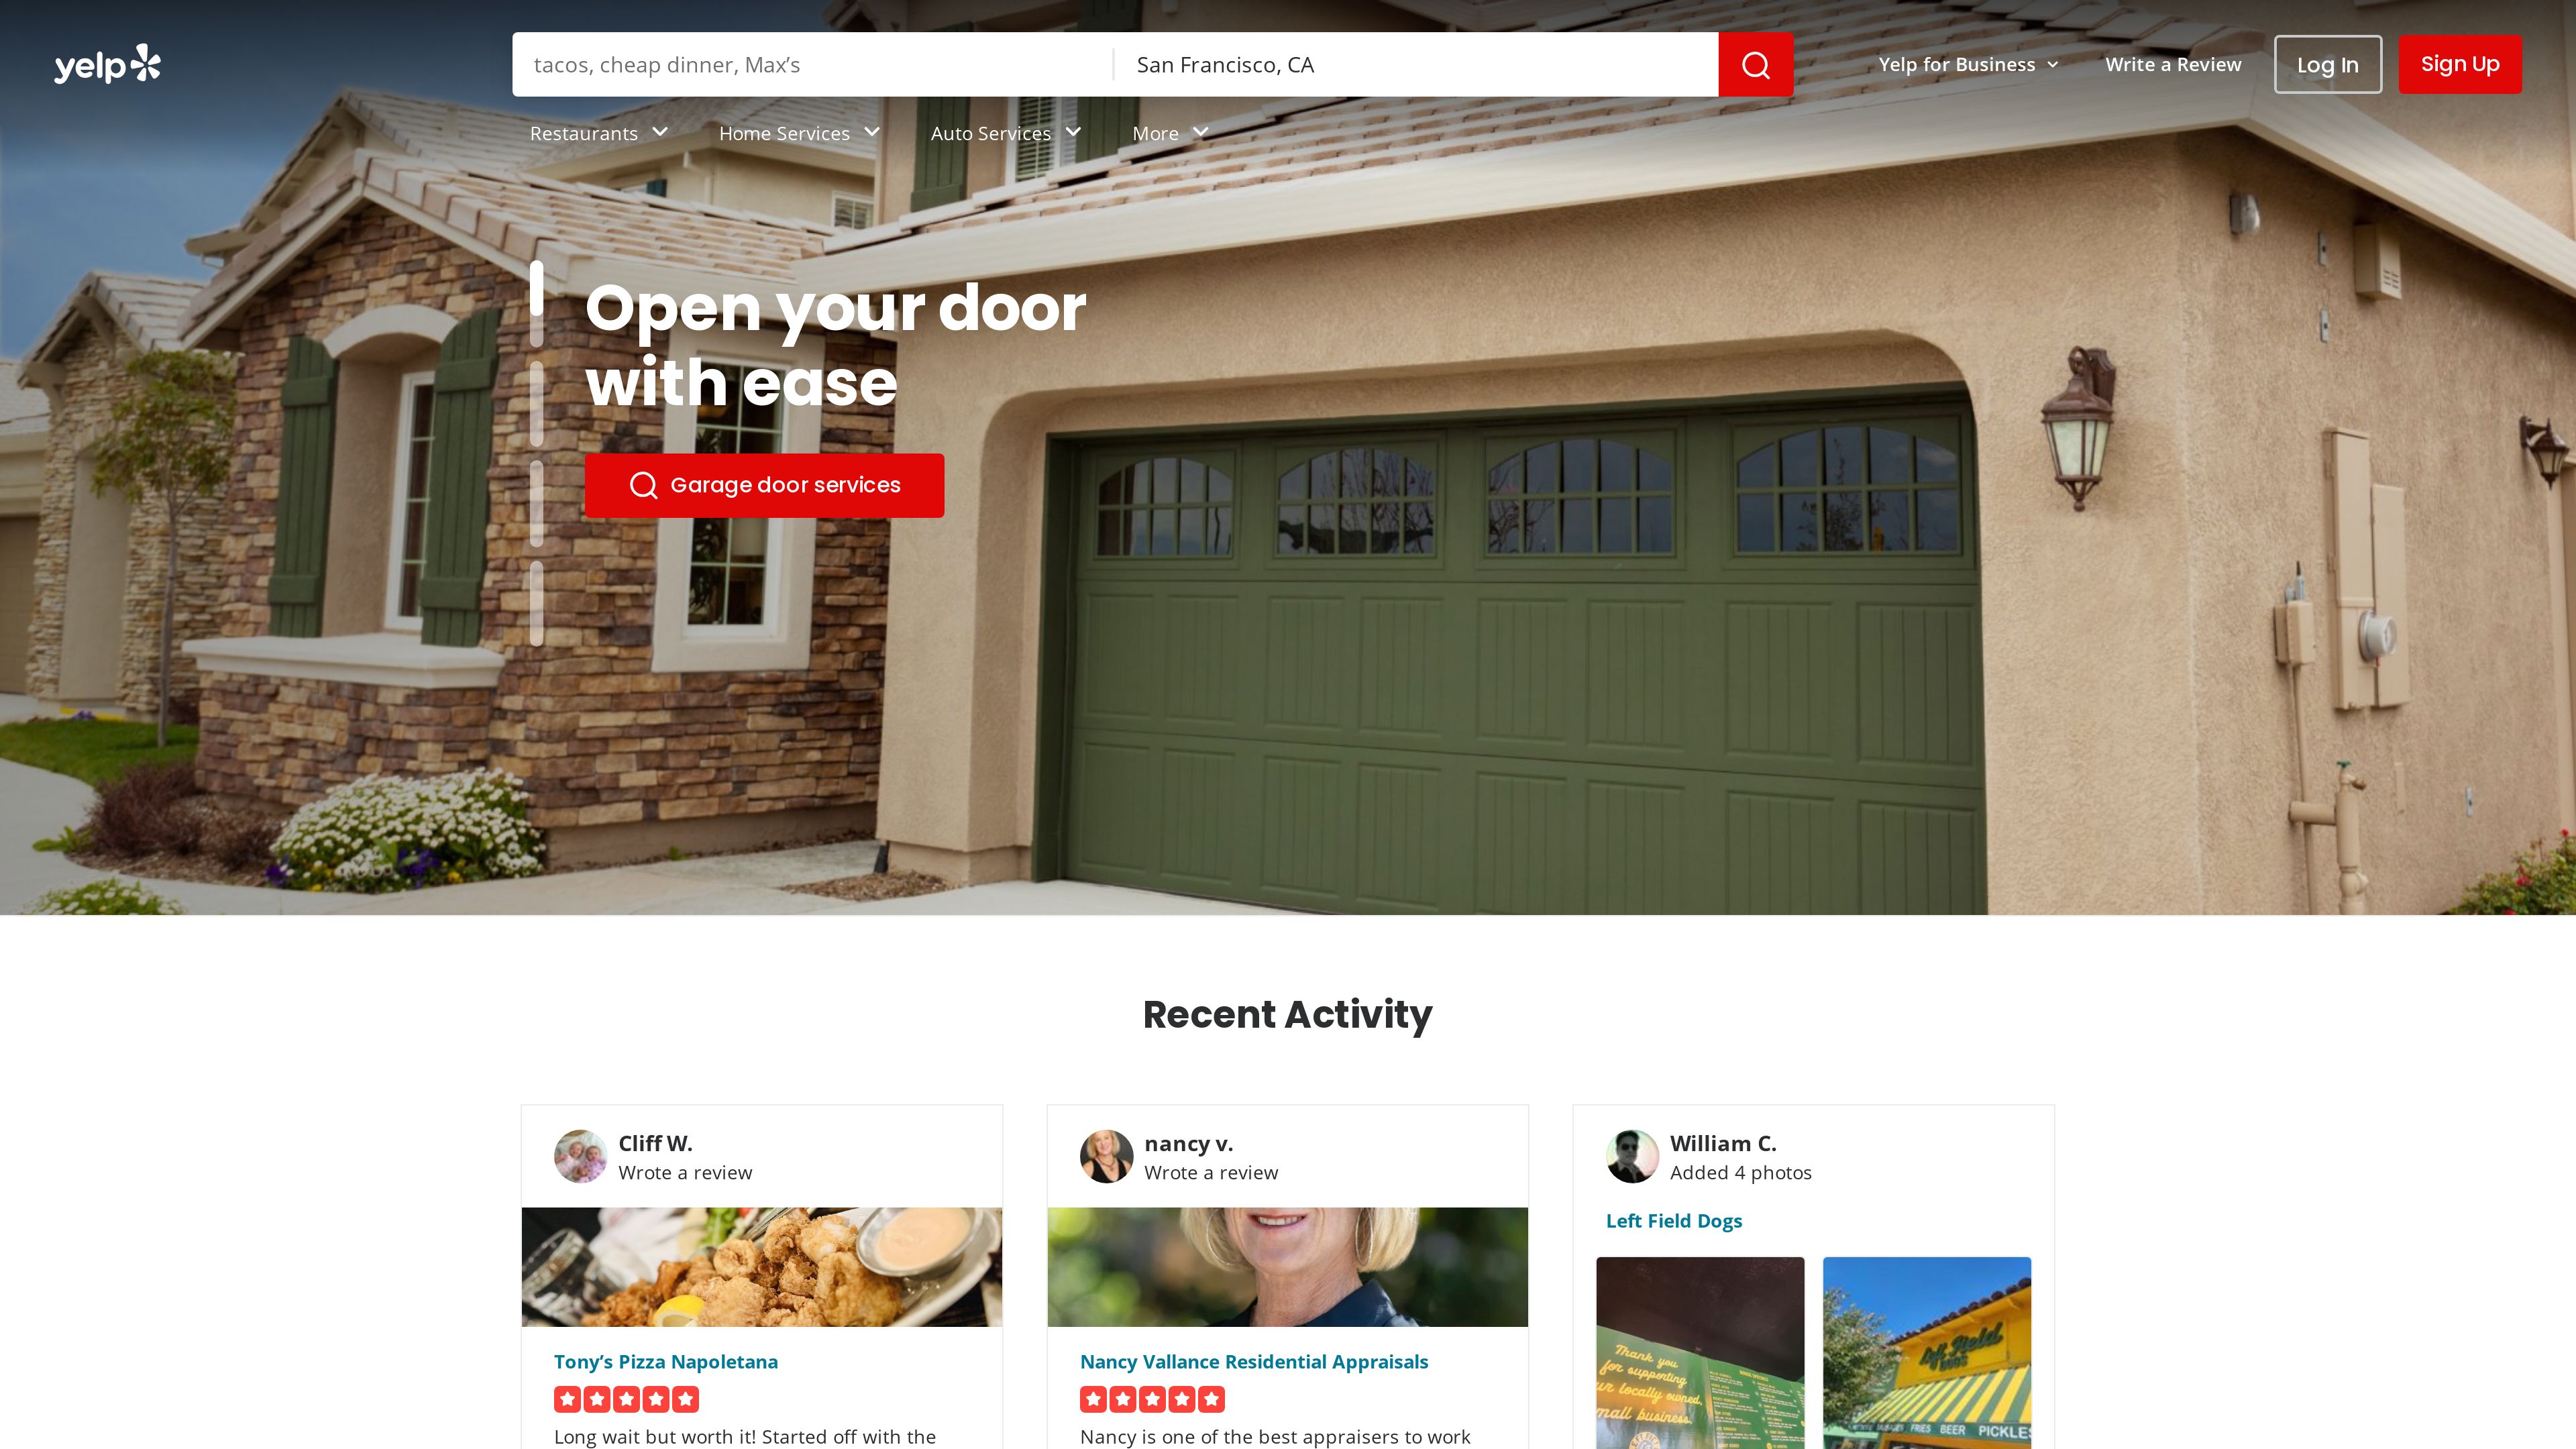 yelp
tacos, cheap dinner, Max’s
San Francisco, CA
Yelp for Business
Write a Review
Log In
Sign Up
Restaurants
Home Services
Auto Services
More
Open your door
with ease
Garage door services
Recent Activity
Cliff W.
Wrote a review
Tony’s Pizza Napoletana
Long wait but worth it! Started off with the
nancy v.
Wrote a review
Nancy Vallance Residential Appraisals
Nancy is one of the best appraisers to work
William C.
Added 4 photos
Left Field Dogs
Thank you
for supporting
ur locally owned,
mall business.
Left Field
DOGS
FRIES BEER PICKLES